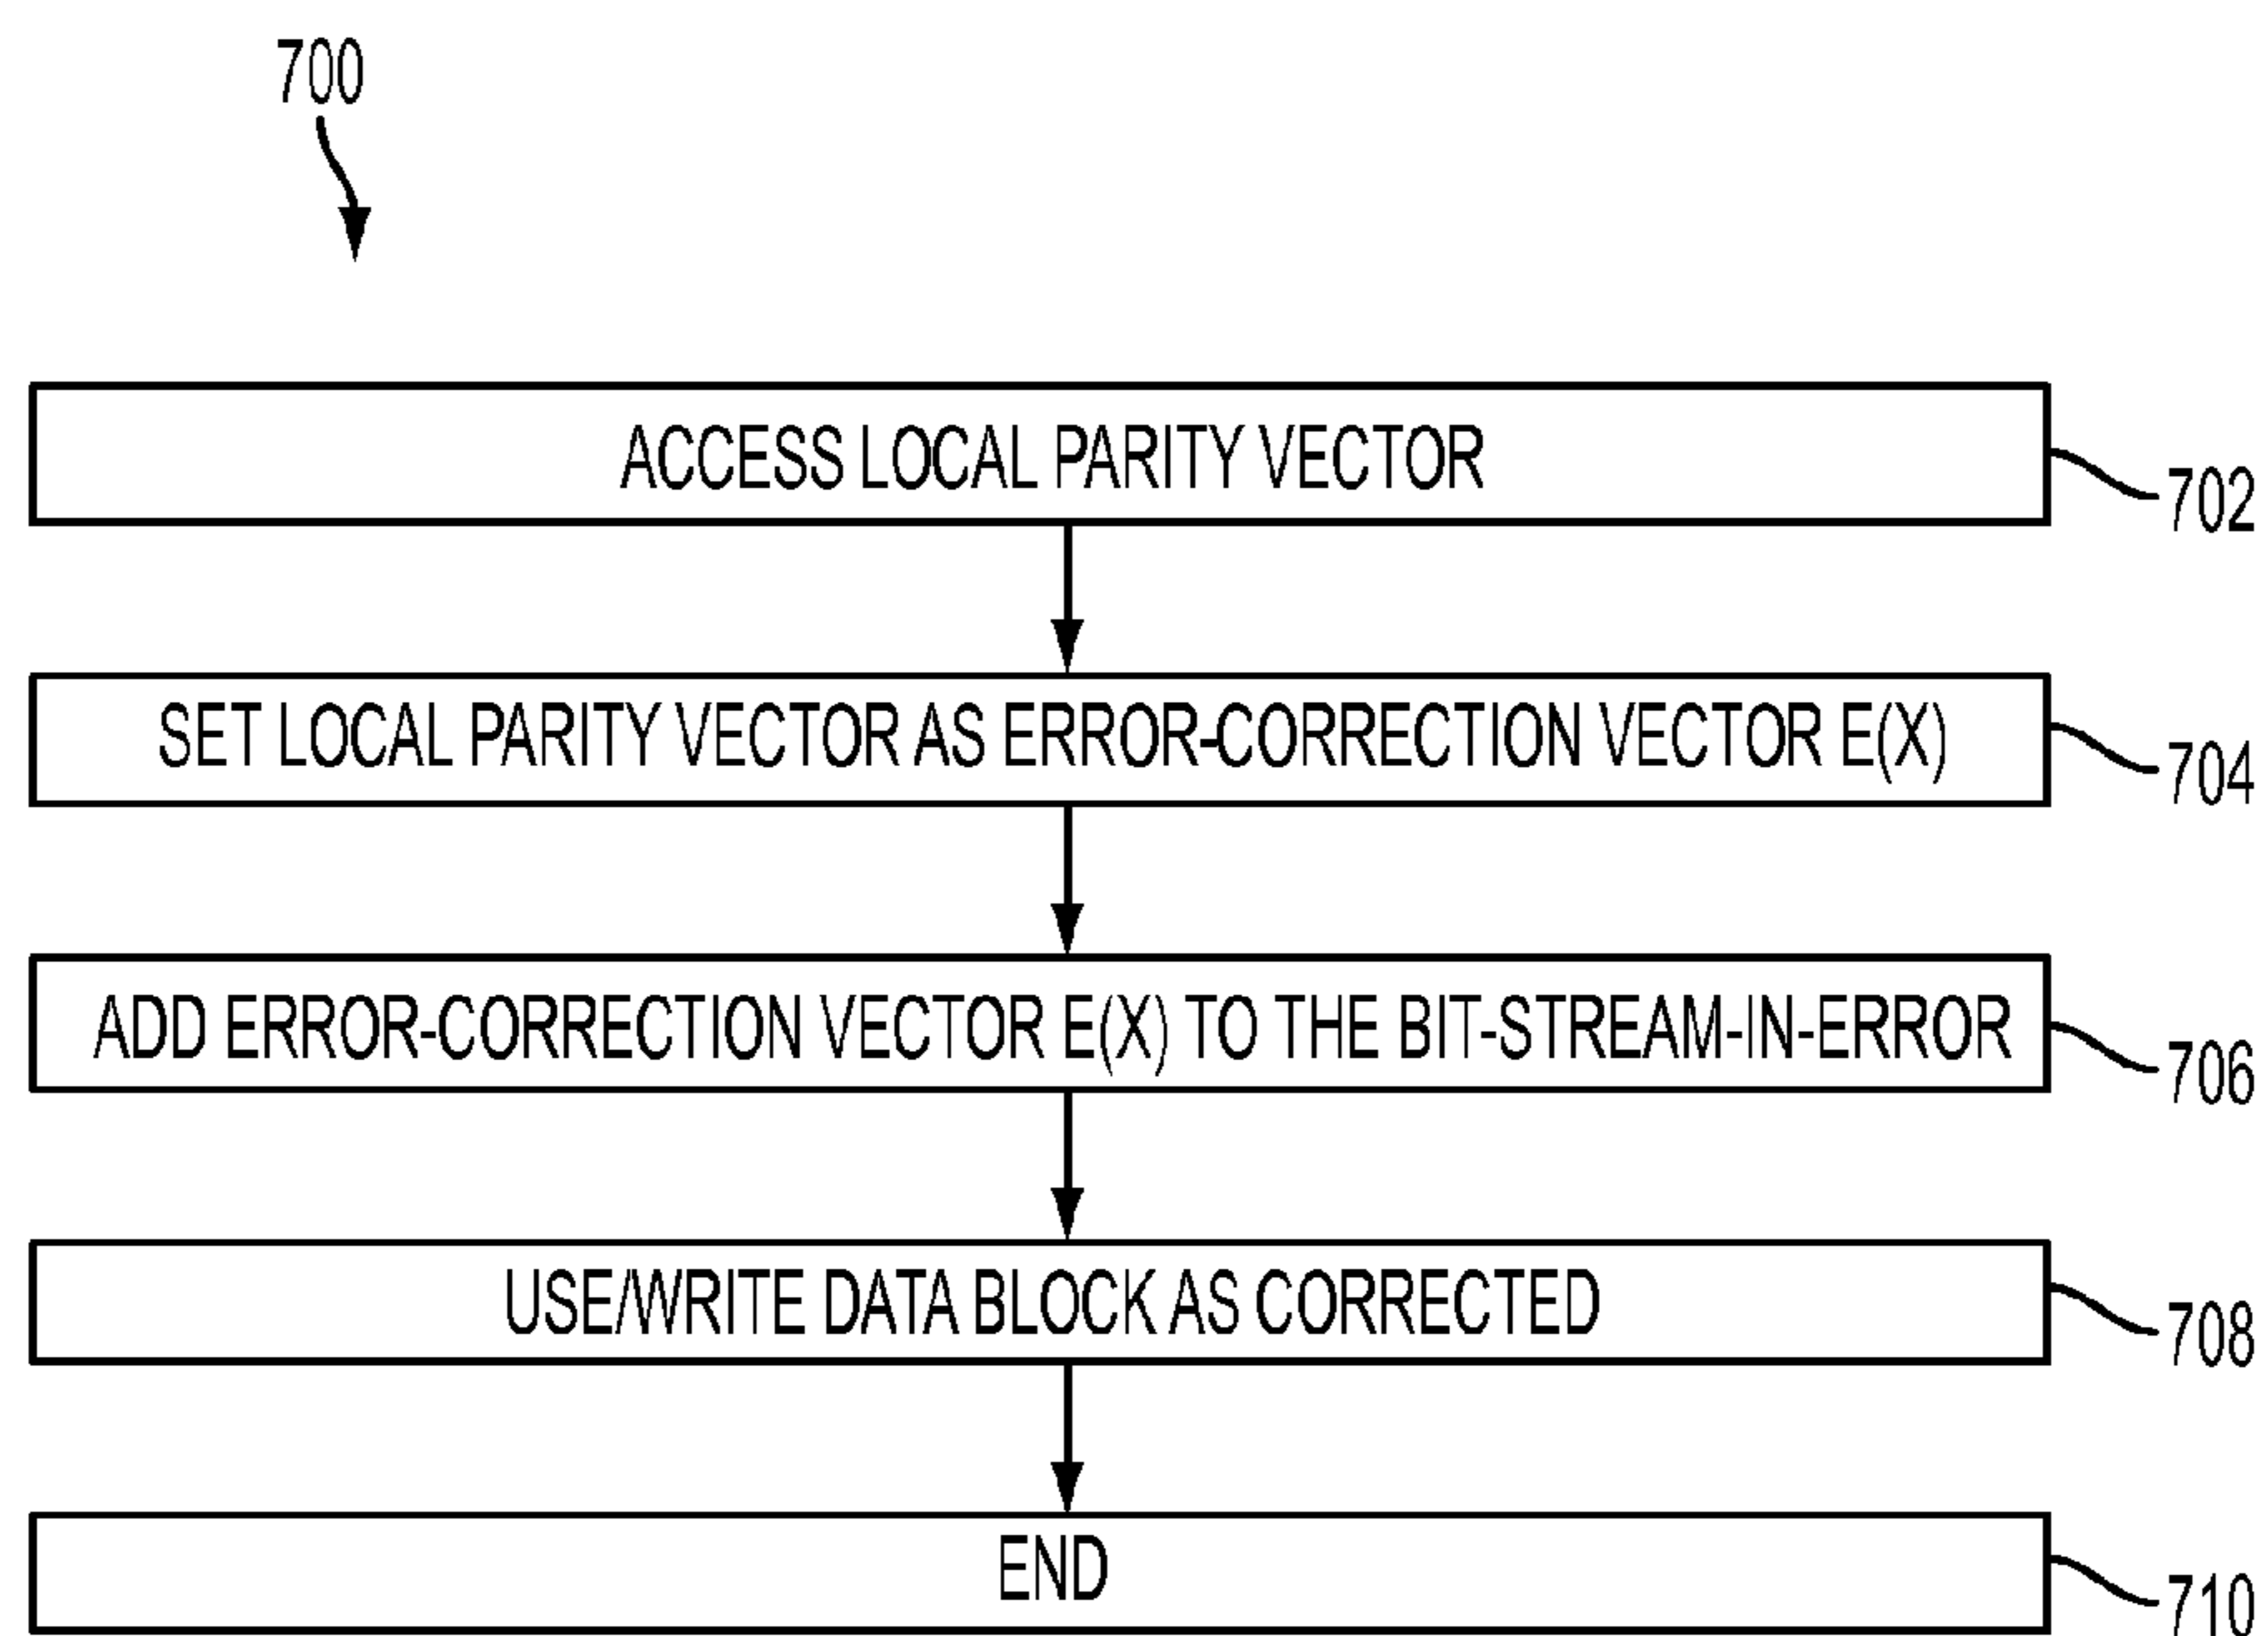 700
ACCESS LOCAL PARITY VECTOR
702
SET LOCAL PARITY VECTOR AS ERROR-CORRECTION VECTOR E(X)
704
ADD ERROR-CORRECTION VECTOR E(X) TO THE BIT-STREAM-IN-ERROR
706
USE/WRITE DATA BLOCK AS CORRECTED
708
END
710